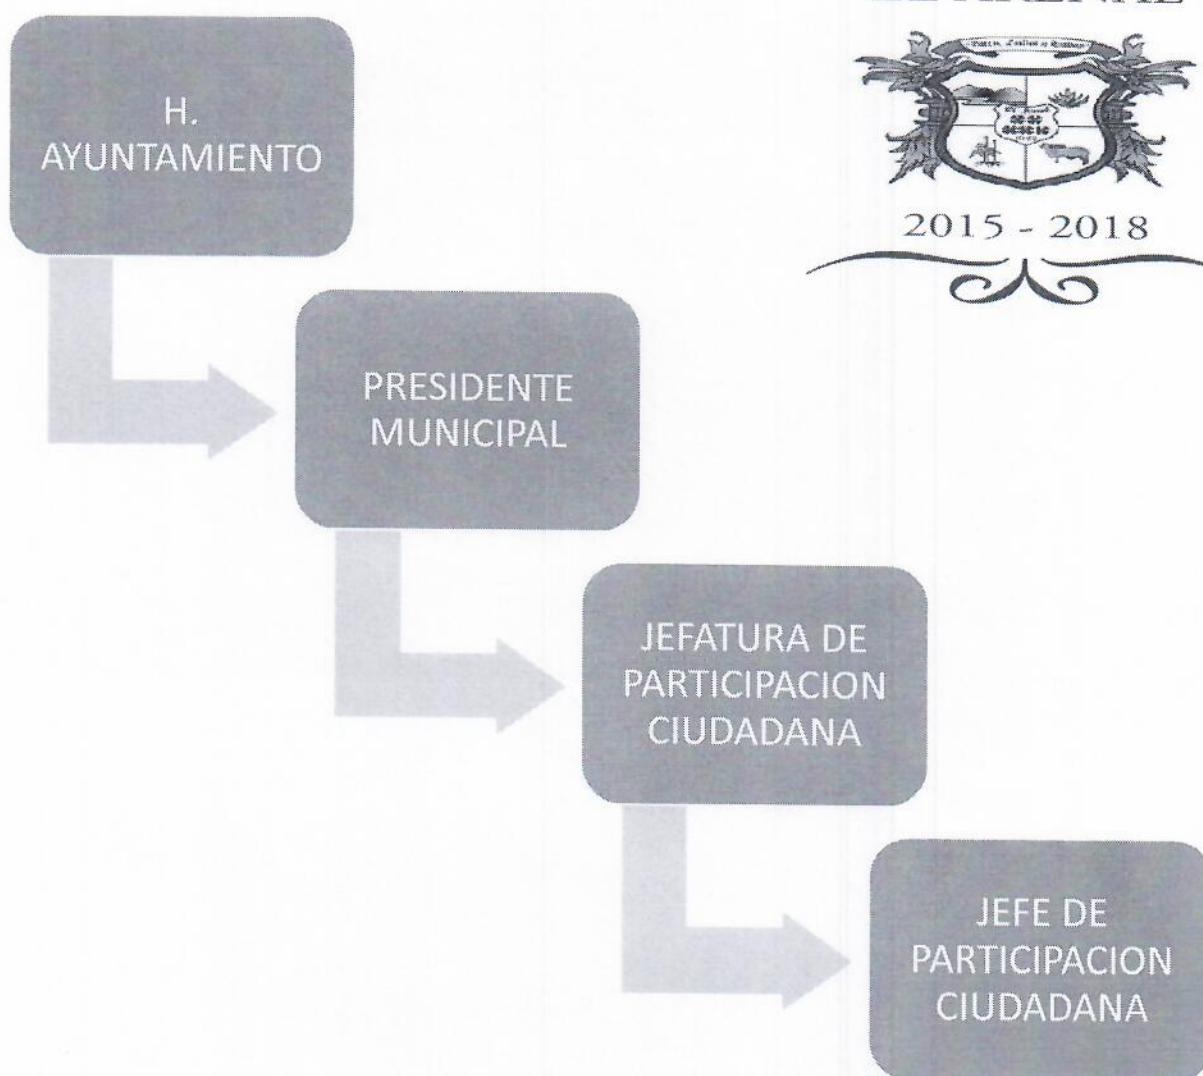 H.
AYUNTAMIENTO
2015 - 2018
PRESIDENTE
MUNICIPAL
JEFATURA DE
PARTICIPACION
CIUDADANA
JEFE DE
PARTICIPACION
CIUDADANA